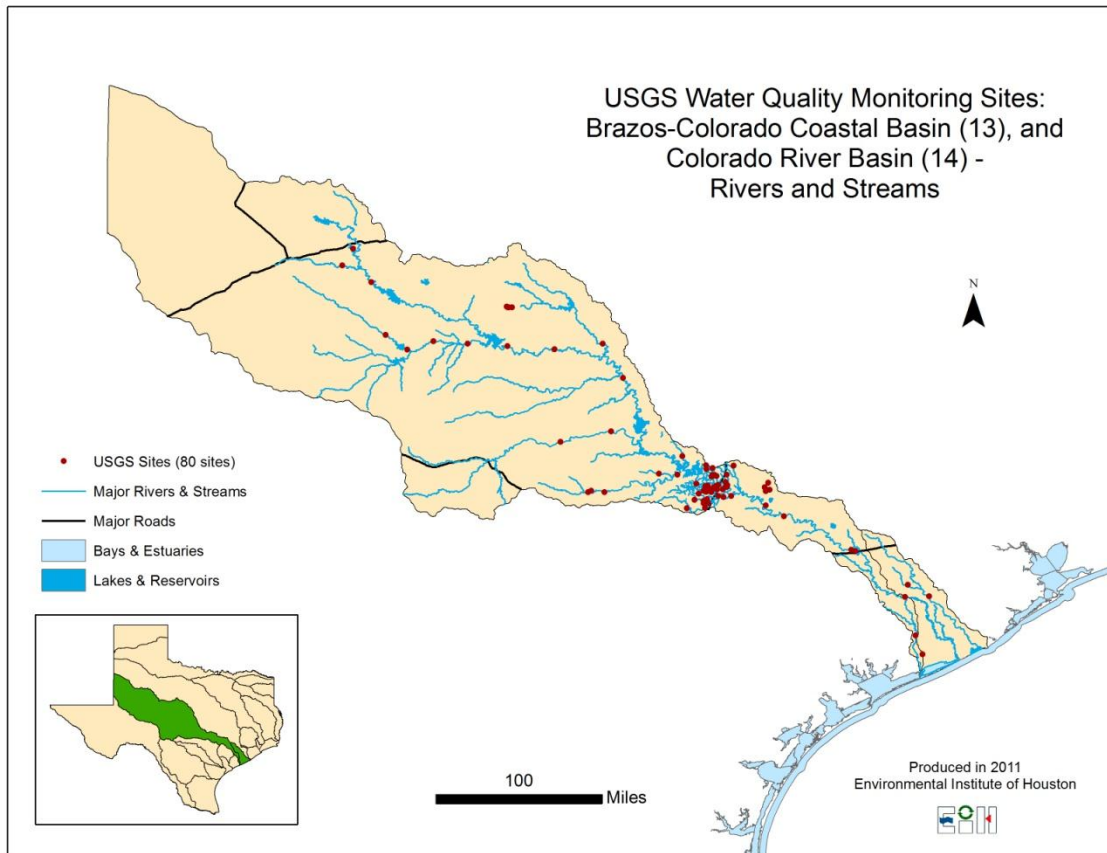 USGS Water Quality Monitoring Sites:
Brazos-Colorado Coastal Basin (13), and
Colorado River Basin (14) -
Rivers and Streams
N
USGS Sites (80 sites)
Major Rivers & Streams
Major Roads
Bays & Estuaries
Lakes & Reservoirs
100
Miles
Produced in 2011
Environmental Institute of Houston
EIH